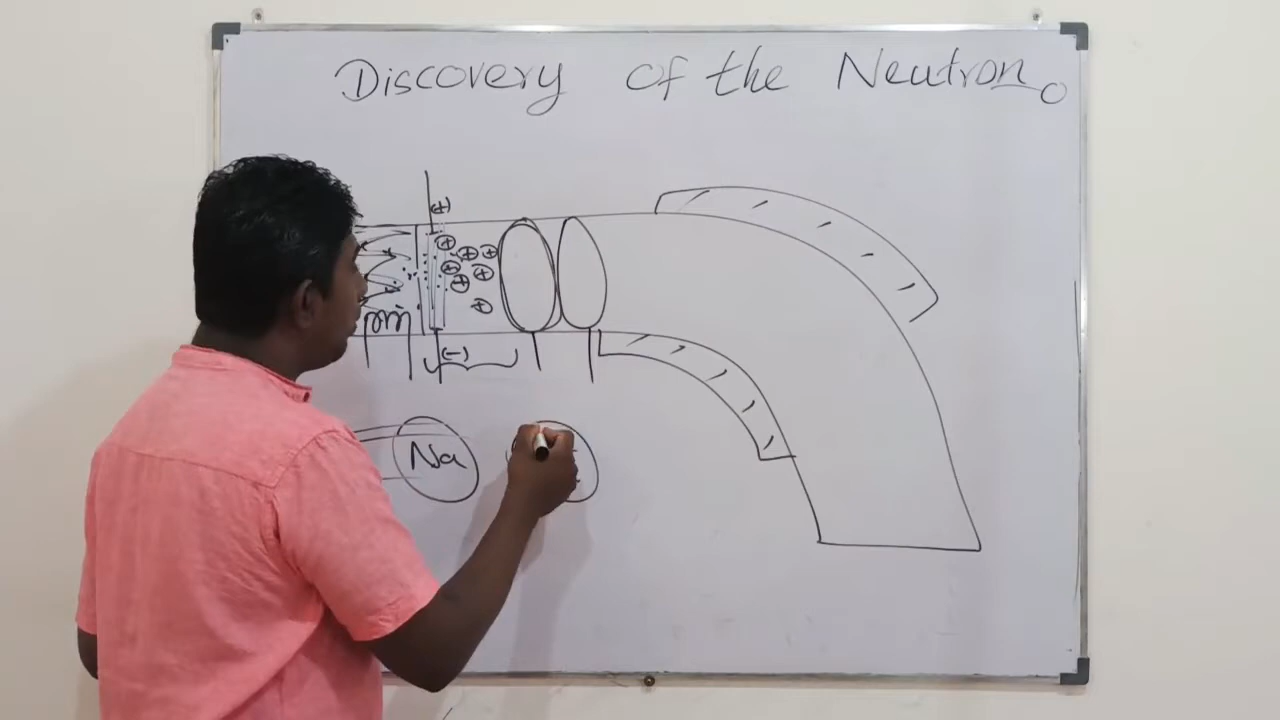 Discovery of the Neutron
(+)
+ + +
+ +
+
+
(-)
Na